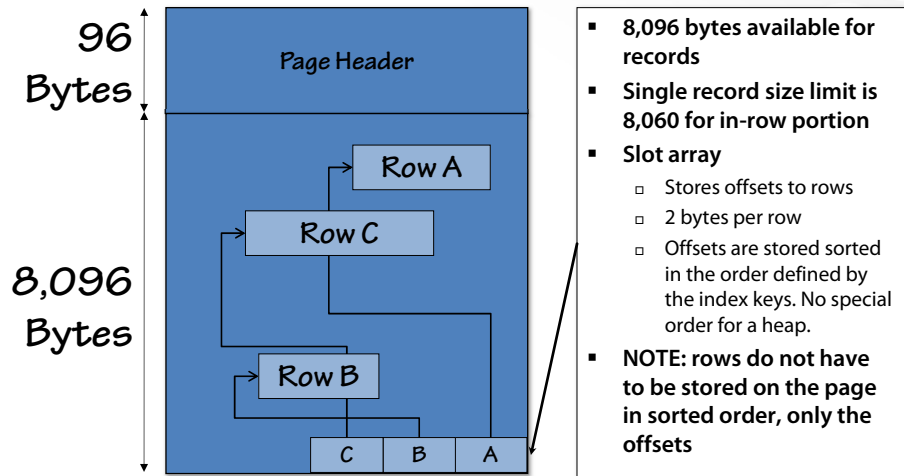 96
Bytes
Page Header
8,096
Bytes
Row A
Row C
Row B
C
B
A
▪ 8,096 bytes available for
records
▪ Single record size limit is
8,060 for in-row portion
▪ Slot array
▫ Stores offsets to rows
▫ 2 bytes per row
▫ Offsets are stored sorted
in the order defined by
the index keys. No special
order for a heap.
▪ NOTE: rows do not have
to be stored on the page
in sorted order, only the
offsets